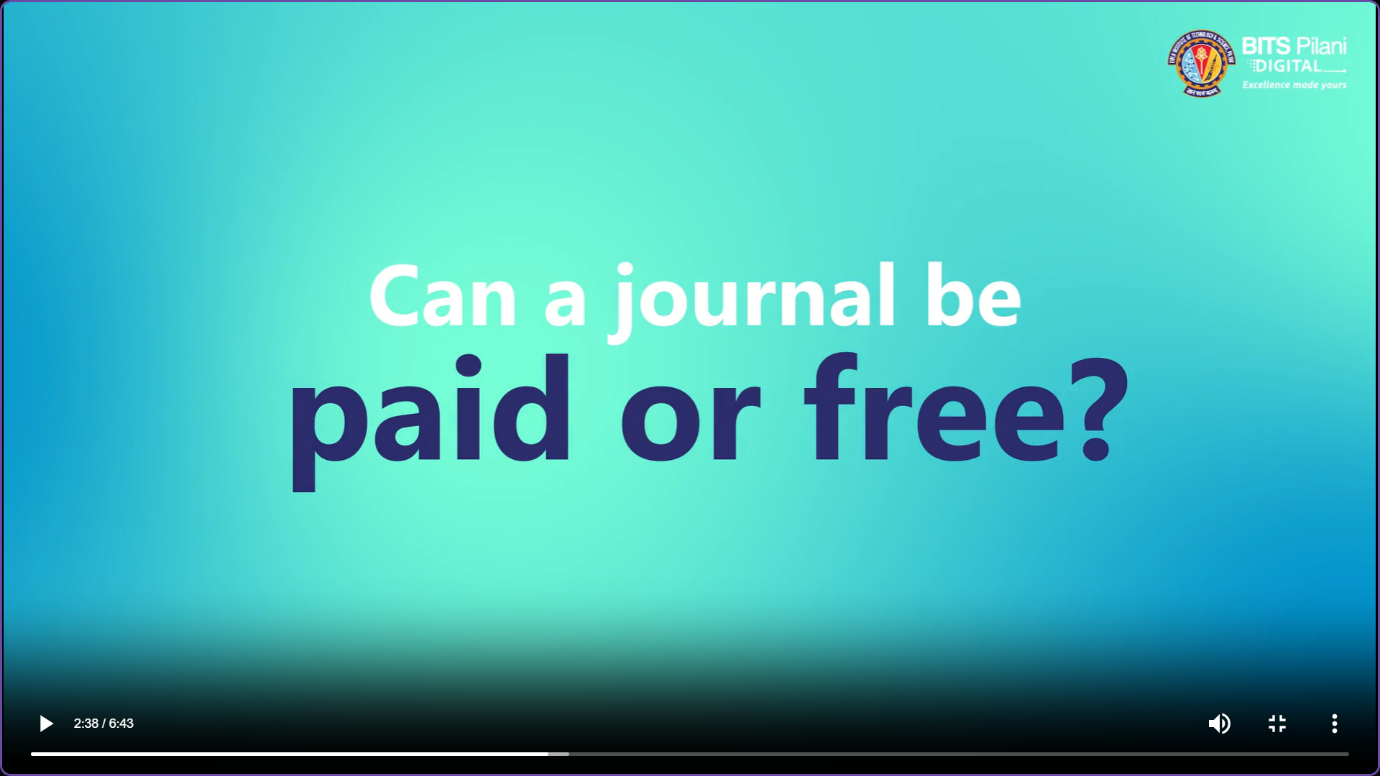 BITS Pilani
DIGITAL
Excellence made yours
Can a journal be
paid or free?
2:38 / 6:43